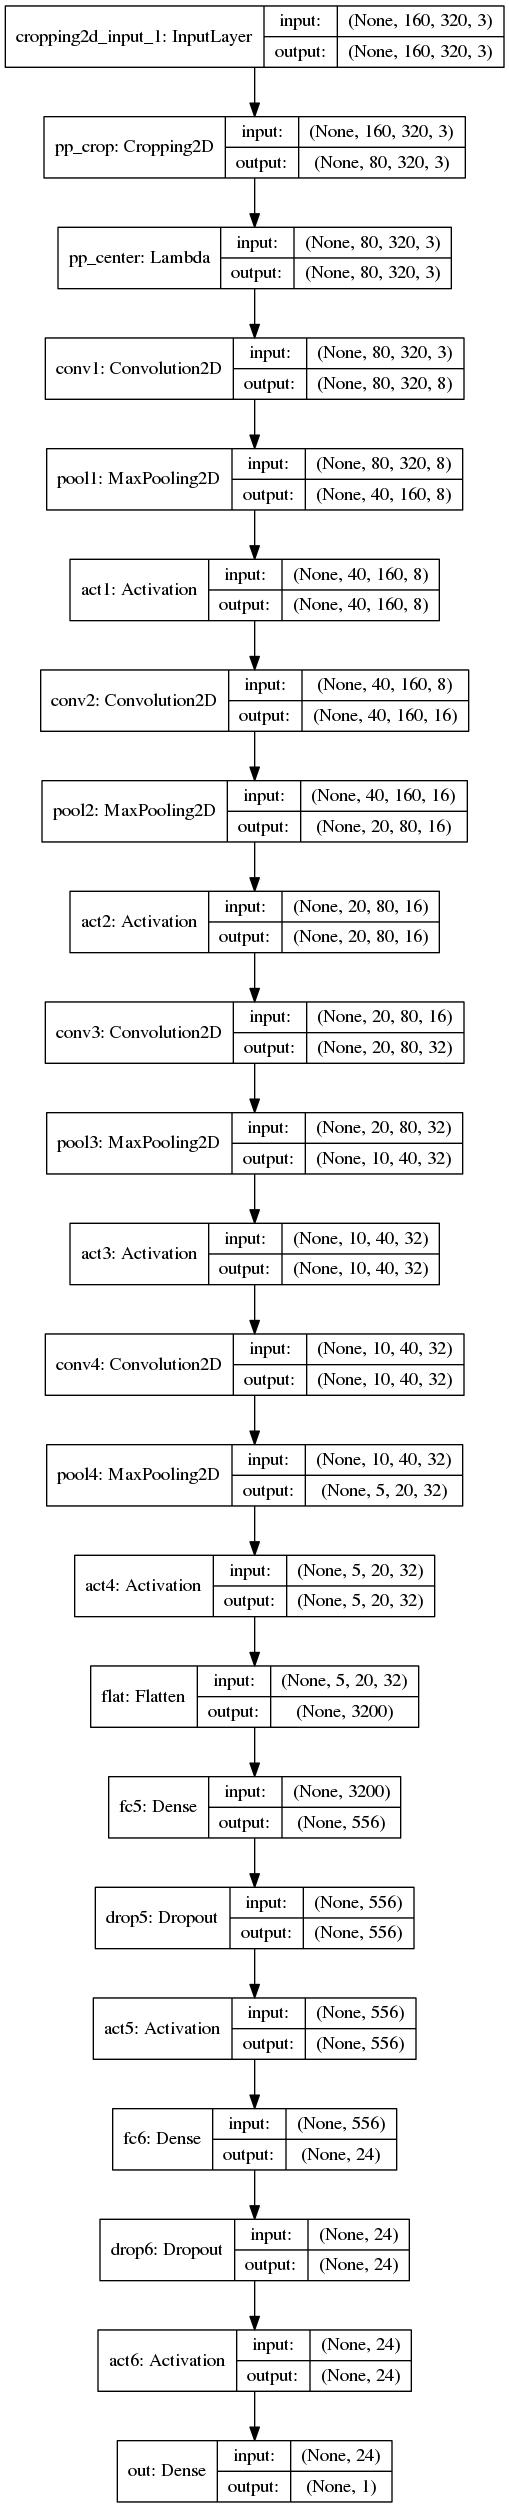 cropping2d_input_1: InputLayer
input: (None, 160, 320, 3)
output: (None, 160, 320, 3)
pp_crop: Cropping2D
input: (None, 160, 320, 3)
output: (None, 80, 320, 3)
pp_center: Lambda
input: (None, 80, 320, 3)
output: (None, 80, 320, 3)
conv1: Convolution2D
input: (None, 80, 320, 3)
output: (None, 80, 320, 8)
pool1: MaxPooling2D
input: (None, 80, 320, 8)
output: (None, 40, 160, 8)
act1: Activation
input: (None, 40, 160, 8)
output: (None, 40, 160, 8)
conv2: Convolution2D
input: (None, 40, 160, 8)
output: (None, 40, 160, 16)
pool2: MaxPooling2D
input: (None, 40, 160, 16)
output: (None, 20, 80, 16)
act2: Activation
input: (None, 20, 80, 16)
output: (None, 20, 80, 16)
conv3: Convolution2D
input: (None, 20, 80, 16)
output: (None, 20, 80, 32)
pool3: MaxPooling2D
input: (None, 20, 80, 32)
output: (None, 10, 40, 32)
act3: Activation
input: (None, 10, 40, 32)
output: (None, 10, 40, 32)
conv4: Convolution2D
input: (None, 10, 40, 32)
output: (None, 10, 40, 32)
pool4: MaxPooling2D
input: (None, 10, 40, 32)
output: (None, 5, 20, 32)
act4: Activation
input: (None, 5, 20, 32)
output: (None, 5, 20, 32)
flat: Flatten
input: (None, 5, 20, 32)
output: (None, 3200)
fc5: Dense
input: (None, 3200)
output: (None, 556)
drop5: Dropout
input: (None, 556)
output: (None, 556)
act5: Activation
input: (None, 556)
output: (None, 556)
fc6: Dense
input: (None, 556)
output: (None, 24)
drop6: Dropout
input: (None, 24)
output: (None, 24)
act6: Activation
input: (None, 24)
output: (None, 24)
out: Dense
input: (None, 24)
output: (None, 1)